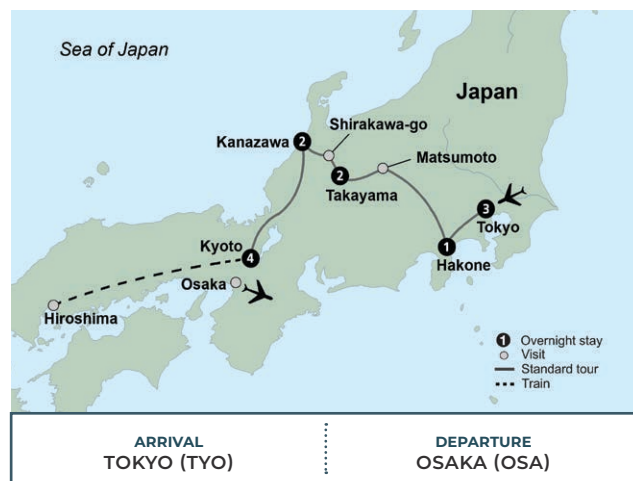 Sea of Japan
Japan
Shirakawa-go
Kanazawa
2
Matsumoto
2
Takayama
3
Tokyo
Kyoto
4
1
Hakone
Osaka
Hiroshima
1 Overnight stay
Visit
Standard tour
Train
ARRIVAL
TOKYO (TYO)
DEPARTURE
OSAKA (OSA)